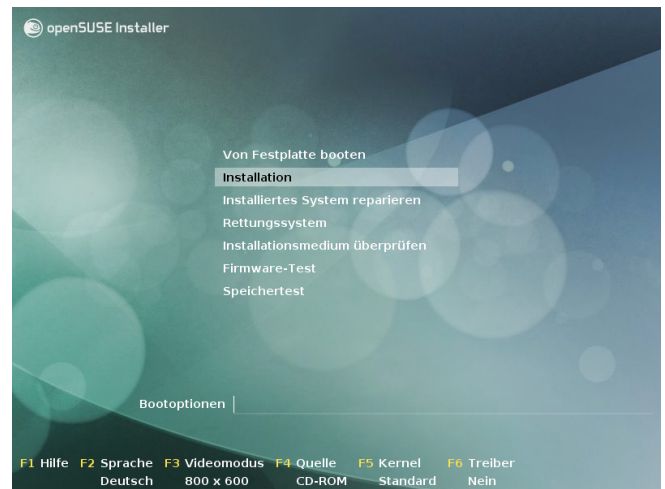 openSUSE Installer
Von Festplatte booten
Installation
Installiertes System reparieren
Rettungssystem
Installationsmedium überprüfen
Firmware-Test
Speichertest
Bootoptionen
F1 Hilfe F2 Sprache F3 Videomodus F4 Quelle F5 Kernel F6 Treiber
Deutsch 800 x 600 CD-ROM Standard Nein